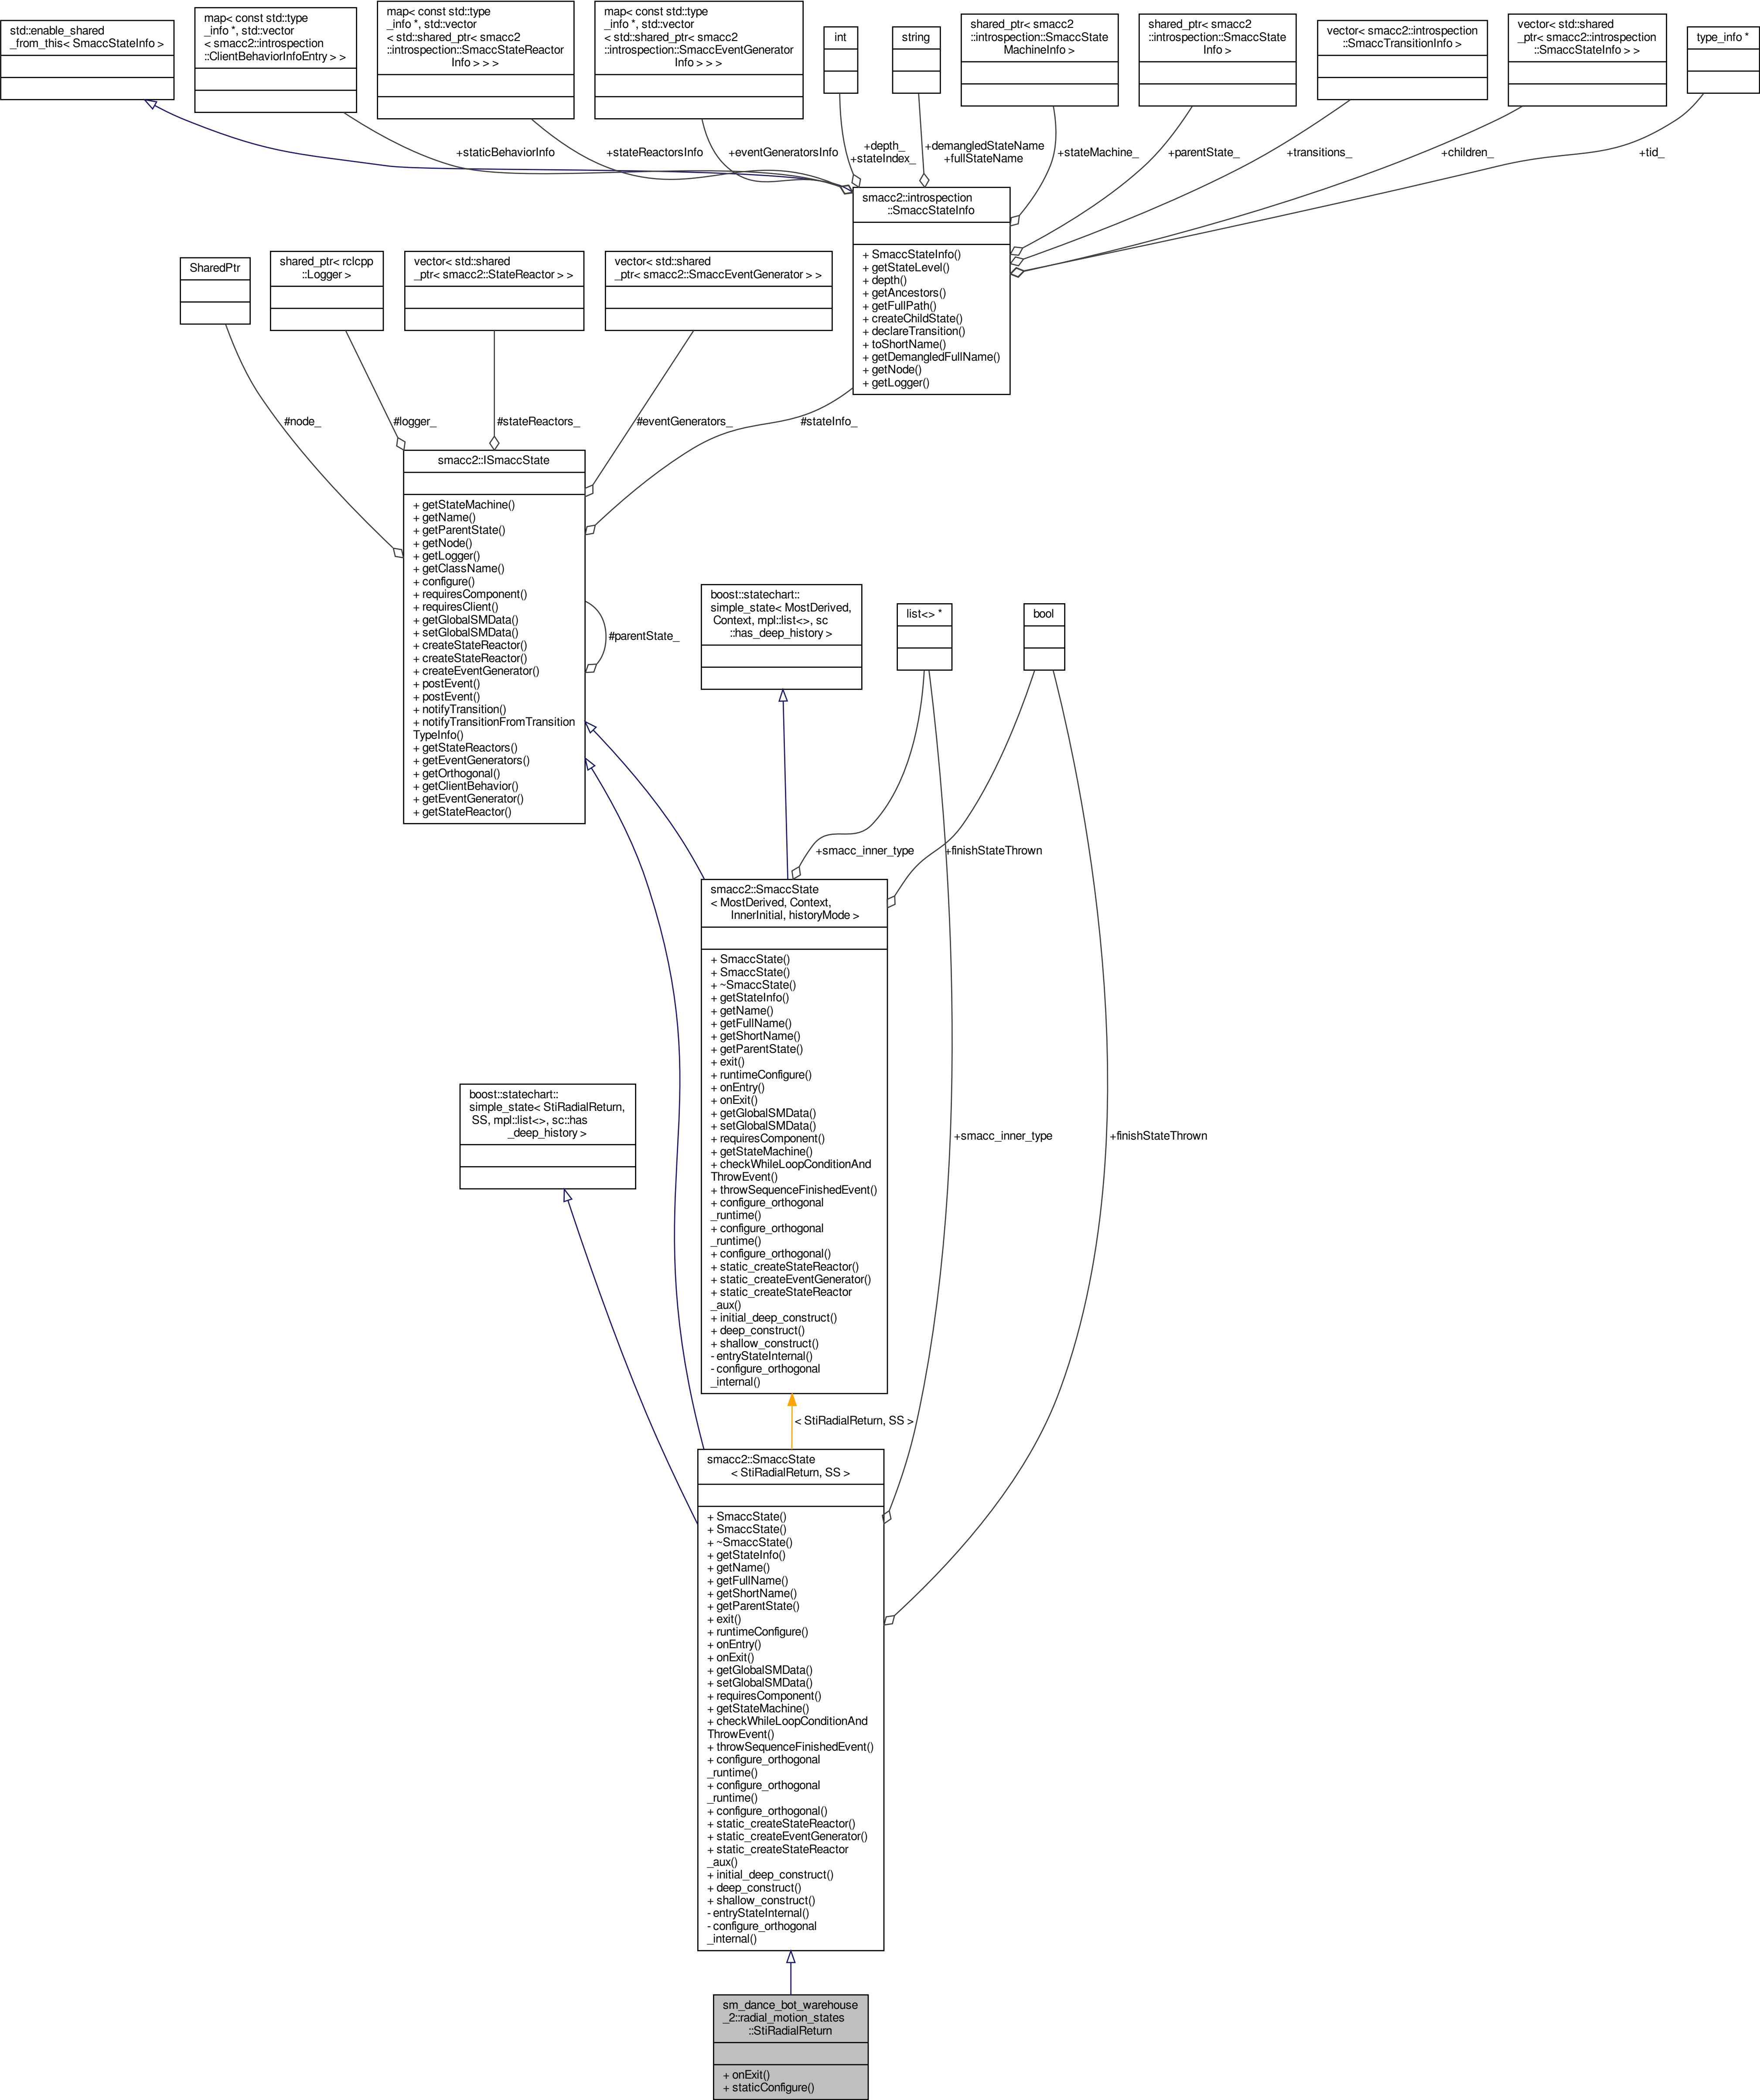 std::enable_shared
_from_this< SmaccStateInfo >
map< const std::type
_info *, std::vector
< smacc2::introspection
::ClientBehaviorInfoEntry > >
map< const std::type
_info *, std::vector
< std::shared_ptr< smacc2
::introspection::SmaccStateReactor
Info > > >
map< const std::type
_info *, std::vector
< std::shared_ptr< smacc2
::introspection::SmaccEventGenerator
Info > > >
int
string
shared_ptr< smacc2
::introspection::SmaccState
MachineInfo >
shared_ptr< smacc2
::introspection::SmaccState
Info >
vector< smacc2::introspection
::SmaccTransitionInfo >
vector< std::shared
_ptr< smacc2::introspection
::SmaccStateInfo > >
type_info *
+staticBehaviorInfo
+stateReactorsInfo
+eventGeneratorsInfo
+depth_
+stateIndex_
+demangledStateName
+fullStateName
+stateMachine_
+parentState_
+transitions_
+children_
+tid_
smacc2::introspection
::SmaccStateInfo
+ SmaccStateInfo()
+ getStateLevel()
+ depth()
+ getAncestors()
+ getFullPath()
+ createChildState()
+ declareTransition()
+ toShortName()
+ getDemangledFullName()
+ getNode()
+ getLogger()
SharedPtr
shared_ptr< rclcpp
::Logger >
vector< std::shared
_ptr< smacc2::StateReactor > >
vector< std::shared
_ptr< smacc2::SmaccEventGenerator > >
#node_
#logger_
#stateReactors_
#eventGenerators_
#stateInfo_
smacc2::ISmaccState
+ getStateMachine()
+ getName()
+ getParentState()
+ getNode()
+ getLogger()
+ getClassName()
+ configure()
+ requiresComponent()
+ requiresClient()
+ getGlobalSMData()
+ setGlobalSMData()
+ createStateReactor()
+ createStateReactor()
+ createEventGenerator()
+ postEvent()
+ postEvent()
+ notifyTransition()
+ notifyTransitionFromTransition
TypeInfo()
+ getStateReactors()
+ getEventGenerators()
+ getOrthogonal()
+ getClientBehavior()
+ getEventGenerator()
+ getStateReactor()
#parentState_
boost::statechart::
simple_state< MostDerived,
Context, mpl::list<>, sc
::has_deep_history >
list<> *
bool
+smacc_inner_type
+finishStateThrown
smacc2::SmaccState
< MostDerived, Context,
InnerInitial, historyMode >
+ SmaccState()
+ SmaccState()
+ ~SmaccState()
+ getStateInfo()
+ getName()
+ getFullName()
+ getShortName()
+ getParentState()
+ exit()
+ runtimeConfigure()
+ onEntry()
+ onExit()
+ getGlobalSMData()
+ setGlobalSMData()
+ requiresComponent()
+ getStateMachine()
+ checkWhileLoopConditionAnd
ThrowEvent()
+ throwSequenceFinishedEvent()
+ configure_orthogonal
_runtime()
+ configure_orthogonal
_runtime()
+ configure_orthogonal()
+ static_createStateReactor()
+ static_createEventGenerator()
+ static_createStateReactor
_aux()
+ initial_deep_construct()
+ deep_construct()
+ shallow_construct()
- entryStateInternal()
- configure_orthogonal
_internal()
boost::statechart::
simple_state< StiRadialReturn,
SS, mpl::list<>, sc::has
_deep_history >
+smacc_inner_type
+finishStateThrown
< StiRadialReturn, SS >
smacc2::SmaccState
< StiRadialReturn, SS >
+ SmaccState()
+ SmaccState()
+ ~SmaccState()
+ getStateInfo()
+ getName()
+ getFullName()
+ getShortName()
+ getParentState()
+ exit()
+ runtimeConfigure()
+ onEntry()
+ onExit()
+ getGlobalSMData()
+ setGlobalSMData()
+ requiresComponent()
+ getStateMachine()
+ checkWhileLoopConditionAnd
ThrowEvent()
+ throwSequenceFinishedEvent()
+ configure_orthogonal
_runtime()
+ configure_orthogonal
_runtime()
+ configure_orthogonal()
+ static_createStateReactor()
+ static_createEventGenerator()
+ static_createStateReactor
_aux()
+ initial_deep_construct()
+ deep_construct()
+ shallow_construct()
- entryStateInternal()
- configure_orthogonal
_internal()
sm_dance_bot_warehouse
_2::radial_motion_states
::StiRadialReturn
+ onExit()
+ staticConfigure()